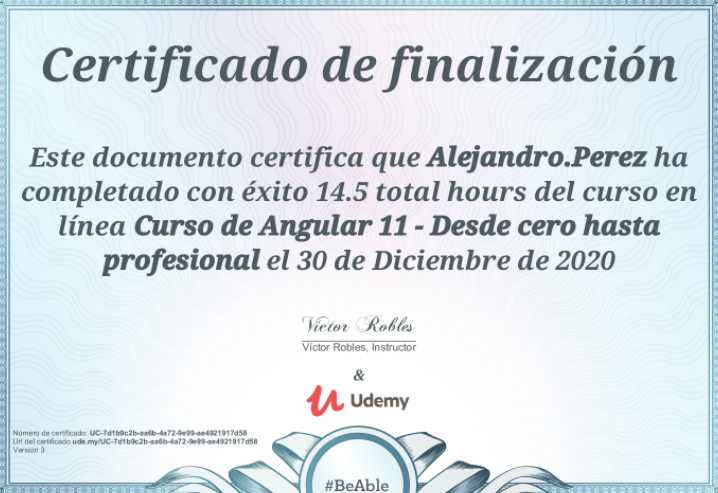 Certificado de finalización
Este documento certifica que Alejandro.Perez ha
completado con éxito 14.5 total hours del curso en
línea Curso de Angular 11 - Desde cero hasta
profesional el 30 de Diciembre de 2020
Victor Robles
Víctor Robles, Instructor
&
Udemy
Número de certificado: UC-7d1b9c2b-aa6b-4a72-9e99-ae4921917d58
Url del certificado ude.my/UC-7d1b9c2b-aa6b-4a72-9e99-ae4921917d58
Versión 3
#BeAble